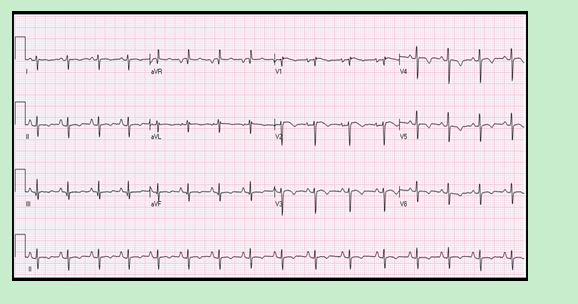 I aVR V1 V4
II aVL V2 V5
III aVF V3 V6
II